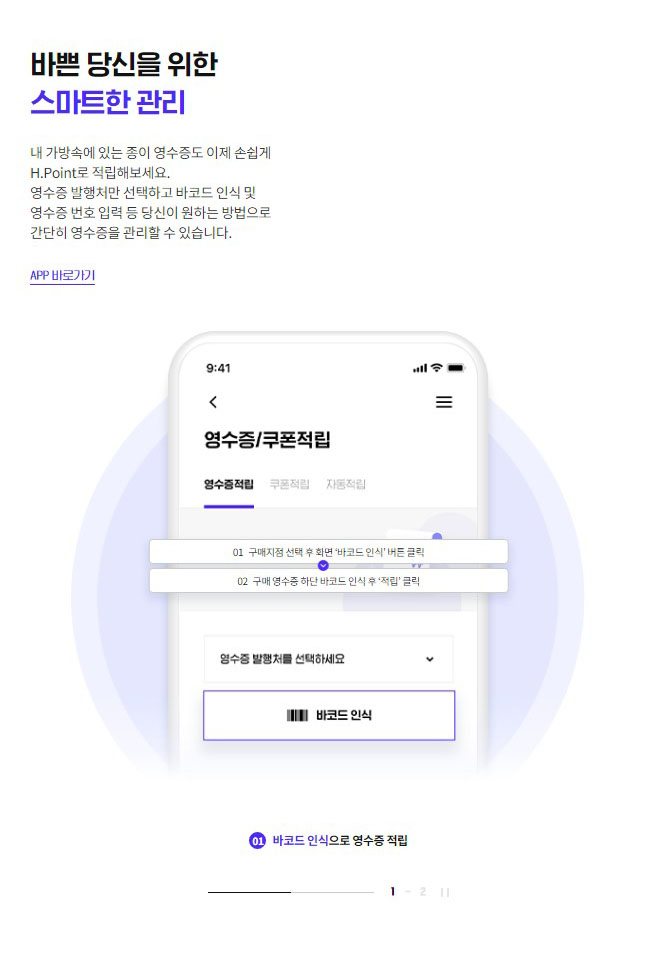 바쁜 당신을 위한
스마트한 관리
내 가방속에 있는 종이 영수증도 이제 손쉽게
H.Point로 적립해보세요.
영수증 발행처만 선택하고 바코드 인식 및
영수증 번호 입력 등 당신이 원하는 방법으로
간단히 영수증을 관리할 수 있습니다.
APP 바로가기
9:41
영수증/쿠폰적립
영수증적립 쿠폰적립 자동적립
01 구매지점 선택 후 화면 '바코드 인식' 버튼 클릭
02 구매 영수증 하단 바코드 인식 후 '적립' 클릭
영수증 발행처를 선택하세요
바코드 인식
01 바코드 인식으로 영수증 적립
1 - 2